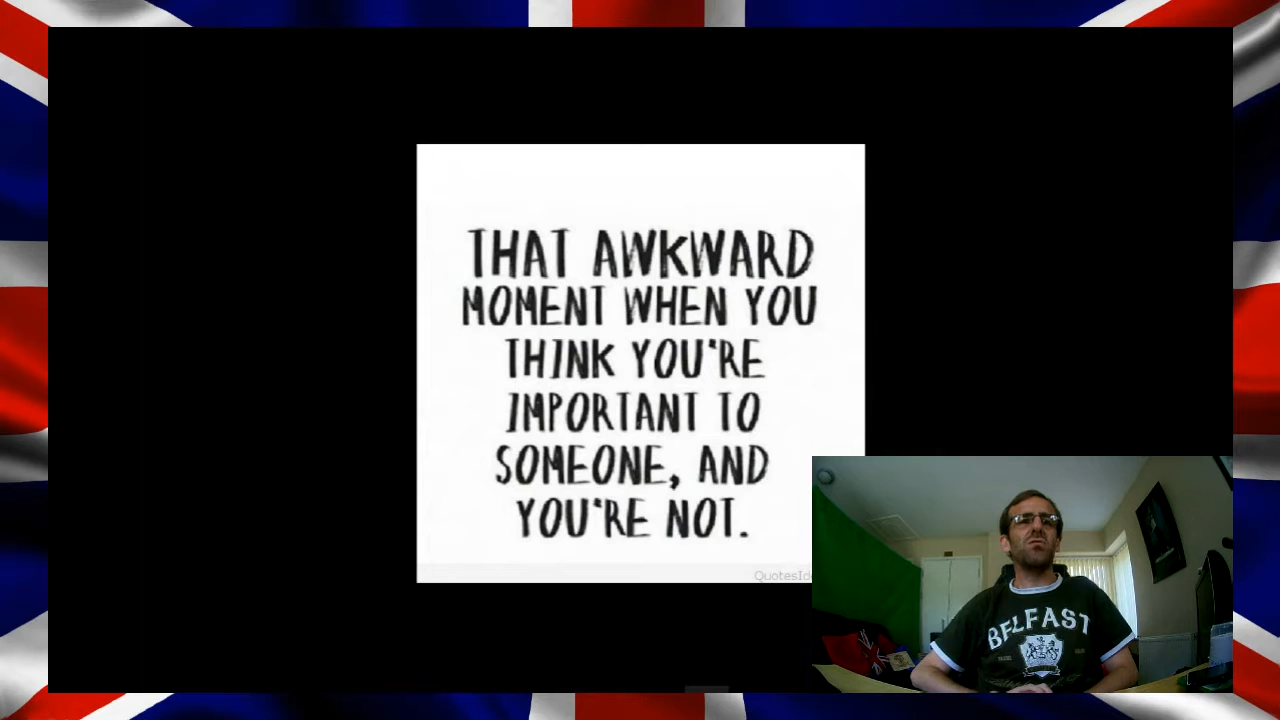 THAT AWKWARD
MOMENT WHEN YOU
THINK YOU'RE
IMPORTANT TO
SOMEONE, AND
YOU'RE NOT.
BELFAST